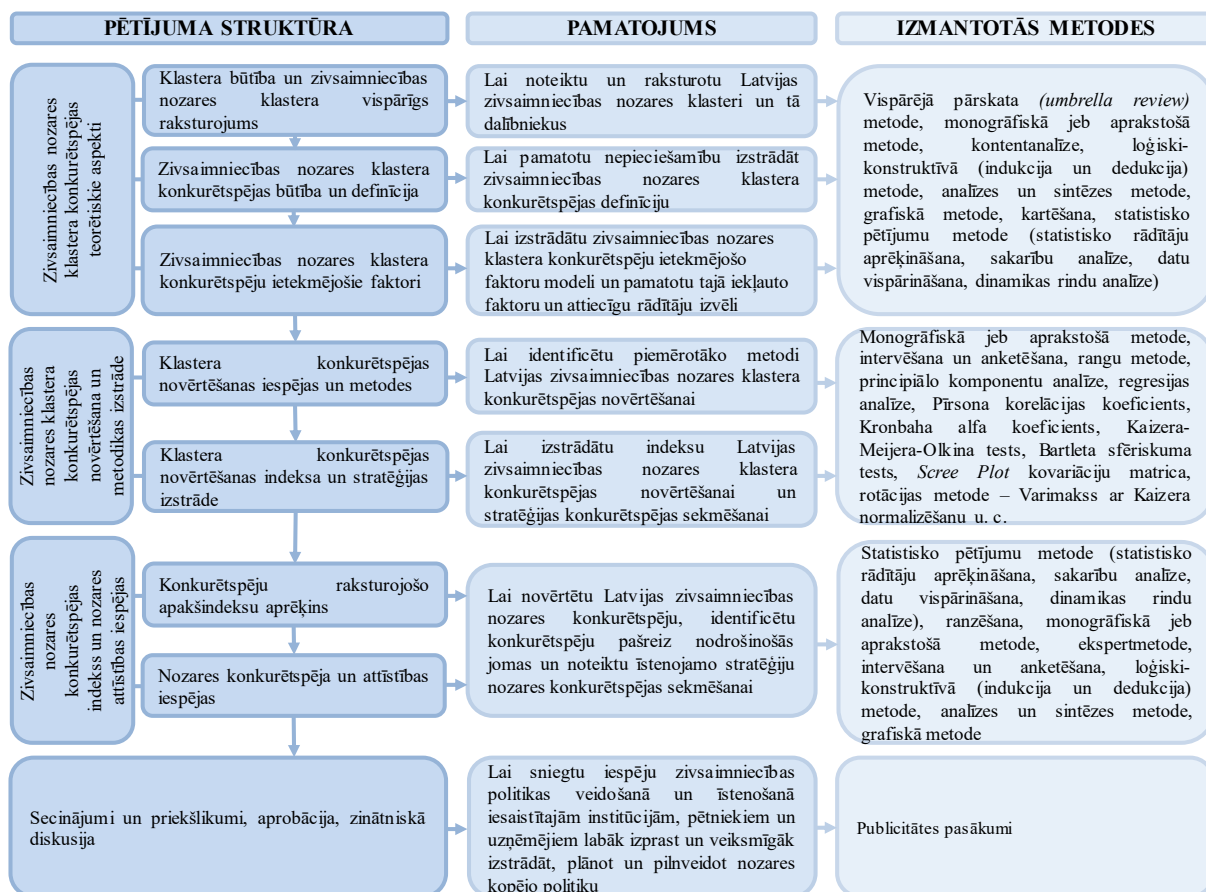 PĒTĪJUMA STRUKTŪRA
PAMATOJUMS
IZMANTOTĀS METODES
Zivsaimniecības nozares
klastera konkurētspējas
teorētiskie aspekti
Klastera būtība un zivsaimniecības
nozares klastera vispārīgs
raksturojums
Lai noteiktu un raksturotu Latvijas
zivsaimniecības nozares klasteri un tā
dalībniekus
Zivsaimniecības nozares klastera
konkurētspējas būtība un definīcija
Lai pamatotu nepieciešamību izstrādāt
zivsaimniecības nozares klastera
konkurētspējas definīciju
Zivsaimniecības nozares klastera
konkurētspēju ietekmējošie faktori
Lai izstrādātu zivsaimniecības nozares
klastera konkurētspēju ietekmējošo
faktoru modeli un pamatotu tajā iekļauto
faktoru un attiecīgu rādītāju izvēli
Vispārējā pārskata (umbrella review)
metode, monogrāfiskā jeb aprakstošā
metode, kontentanalīze, loģiski-
konstruktīvā (indukcija un dedukcija)
metode, analīzes un sintēzes metode,
grafiskā metode, kartēšana, statistisko
pētījumu metode (statistisko rādītāju
aprēķināšana, sakarību analīze, datu
vispārināšana, dinamikas rindu analīze)
Zivsaimniecības
nozares klastera
konkurētspējas
novērtēšana un
metodikas izstrāde
Klastera konkurētspējas
novērtēšanas iespējas un metodes
Lai identificētu piemērotāko metodi
Latvijas zivsaimniecības nozares klastera
konkurētspējas novērtēšanai
Klastera konkurētspējas
novērtēšanas indeksa un stratēģijas
izstrāde
Lai izstrādātu indeksu Latvijas
zivsaimniecības nozares klastera
konkurētspējas novērtēšanai un
stratēģijas konkurētspējas sekmēšanai
Monogrāfiskā jeb aprakstošā metode,
intervēšana un anketēšana, rangu metode,
principiālo komponentu analīze, regresijas
analīze, Pīrsona korelācijas koeficients,
Kronbaha alfa koeficients, Kaizera-
Meijera-Olkina tests, Bartleta sfēriskuma
tests, Scree Plot kovariāciju matrica,
rotācijas metode – Varimakss ar Kaizera
normalizēšanu u. c.
Zivsaimniecības
nozares
konkurētspējas
indekss un nozares
attīstības iespējas
Konkurētspēju raksturojošo
apakšindeksu aprēķins
Nozares konkurētspēja un attīstības
iespējas
Lai novērtētu Latvijas zivsaimniecības
nozares konkurētspēju, identificētu
konkurētspēju pašreiz nodrošinošās
jomas un noteiktu īstenojamo stratēģiju
nozares konkurētspējas sekmēšanai
Statistisko pētījumu metode (statistisko
rādītāju aprēķināšana, sakarību analīze,
datu vispārināšana, dinamikas rindu
analīze), ranzēšana, monogrāfiskā jeb
aprakstošā metode, ekspertmetode,
intervēšana un anketēšana, loģiski-
konstruktīvā (indukcija un dedukcija)
metode, analīzes un sintēzes metode,
grafiskā metode
Secinājumi un priekšlikumi, aprobācija, zinātniskā
diskusija
Lai sniegtu iespēju zivsaimniecības
politikas veidošanā un īstenošanā
iesaistītajām institūcijām, pētniekiem un
uzņēmējiem labāk izprast un veiksmīgāk
izstrādāt, plānot un pilnveidot nozares
kopējo politiku
Publicitātes pasākumi